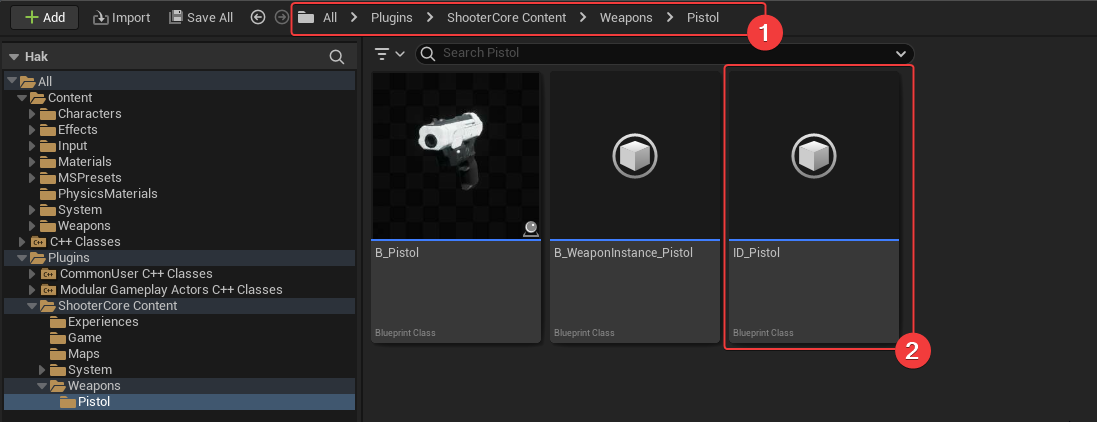 Add Import Save All All Plugins ShooterCore Content Weapons Pistol
1
Hak
Search Pistol
All
Content
Characters
Effects
Input
Materials
MSPresets
PhysicsMaterials
System
Weapons
C++ Classes
Plugins
CommonUser C++ Classes
Modular Gameplay Actors C++ Classes
ShooterCore Content
Experiences
Game
Maps
System
Weapons
Pistol
B_Pistol
Blueprint Class
B_WeaponInstance_Pistol
Blueprint Class
ID_Pistol
Blueprint Class
2